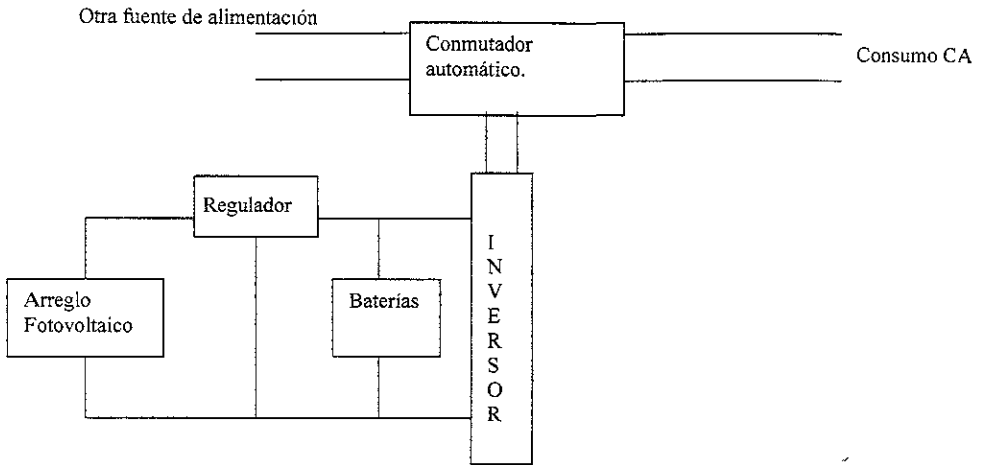 Otra fuente de alimentación
Conmutador
automático.
Consumo CA
Regulador
Arreglo
Fotovoltaico
Baterías
I
N
V
E
R
S
O
R